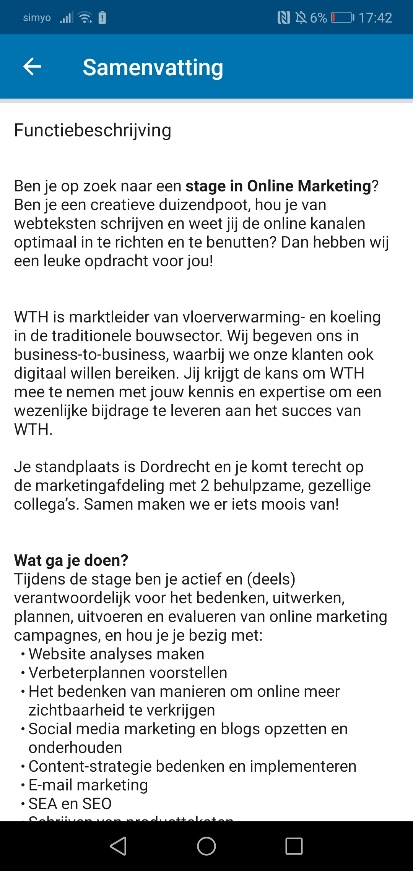 simyo 6% 17:42
Samenvatting
Functiebeschrijving
Ben je op zoek naar een stage in Online Marketing?
Ben je een creatieve duizendpoot, hou je van
webteksten schrijven en weet jij de online kanalen
optimaal in te richten en te benutten? Dan hebben wij
een leuke opdracht voor jou!
WTH is marktleider van vloerverwarming- en koeling
in de traditionele bouwsector. Wij begeven ons in
business-to-business, waarbij we onze klanten ook
digitaal willen bereiken. Jij krijgt de kans om WTH
mee te nemen met jouw kennis en expertise om een
wezenlijke bijdrage te leveren aan het succes van
WTH.
Je standplaats is Dordrecht en je komt terecht op
de marketingafdeling met 2 behulpzame, gezellige
collega's. Samen maken we er iets moois van!
Wat ga je doen?
Tijdens de stage ben je actief en (deels)
verantwoordelijk voor het bedenken, uitwerken,
plannen, uitvoeren en evalueren van online marketing
campagnes, en hou je je bezig met:
• Website analyses maken
• Verbeterplannen voorstellen
• Het bedenken van manieren om online meer
zichtbaarheid te verkrijgen
• Social media marketing en blogs opzetten en
onderhouden
• Content-strategie bedenken en implementeren
• E-mail marketing
• SEA en SEO
• Schrijven van productteksten